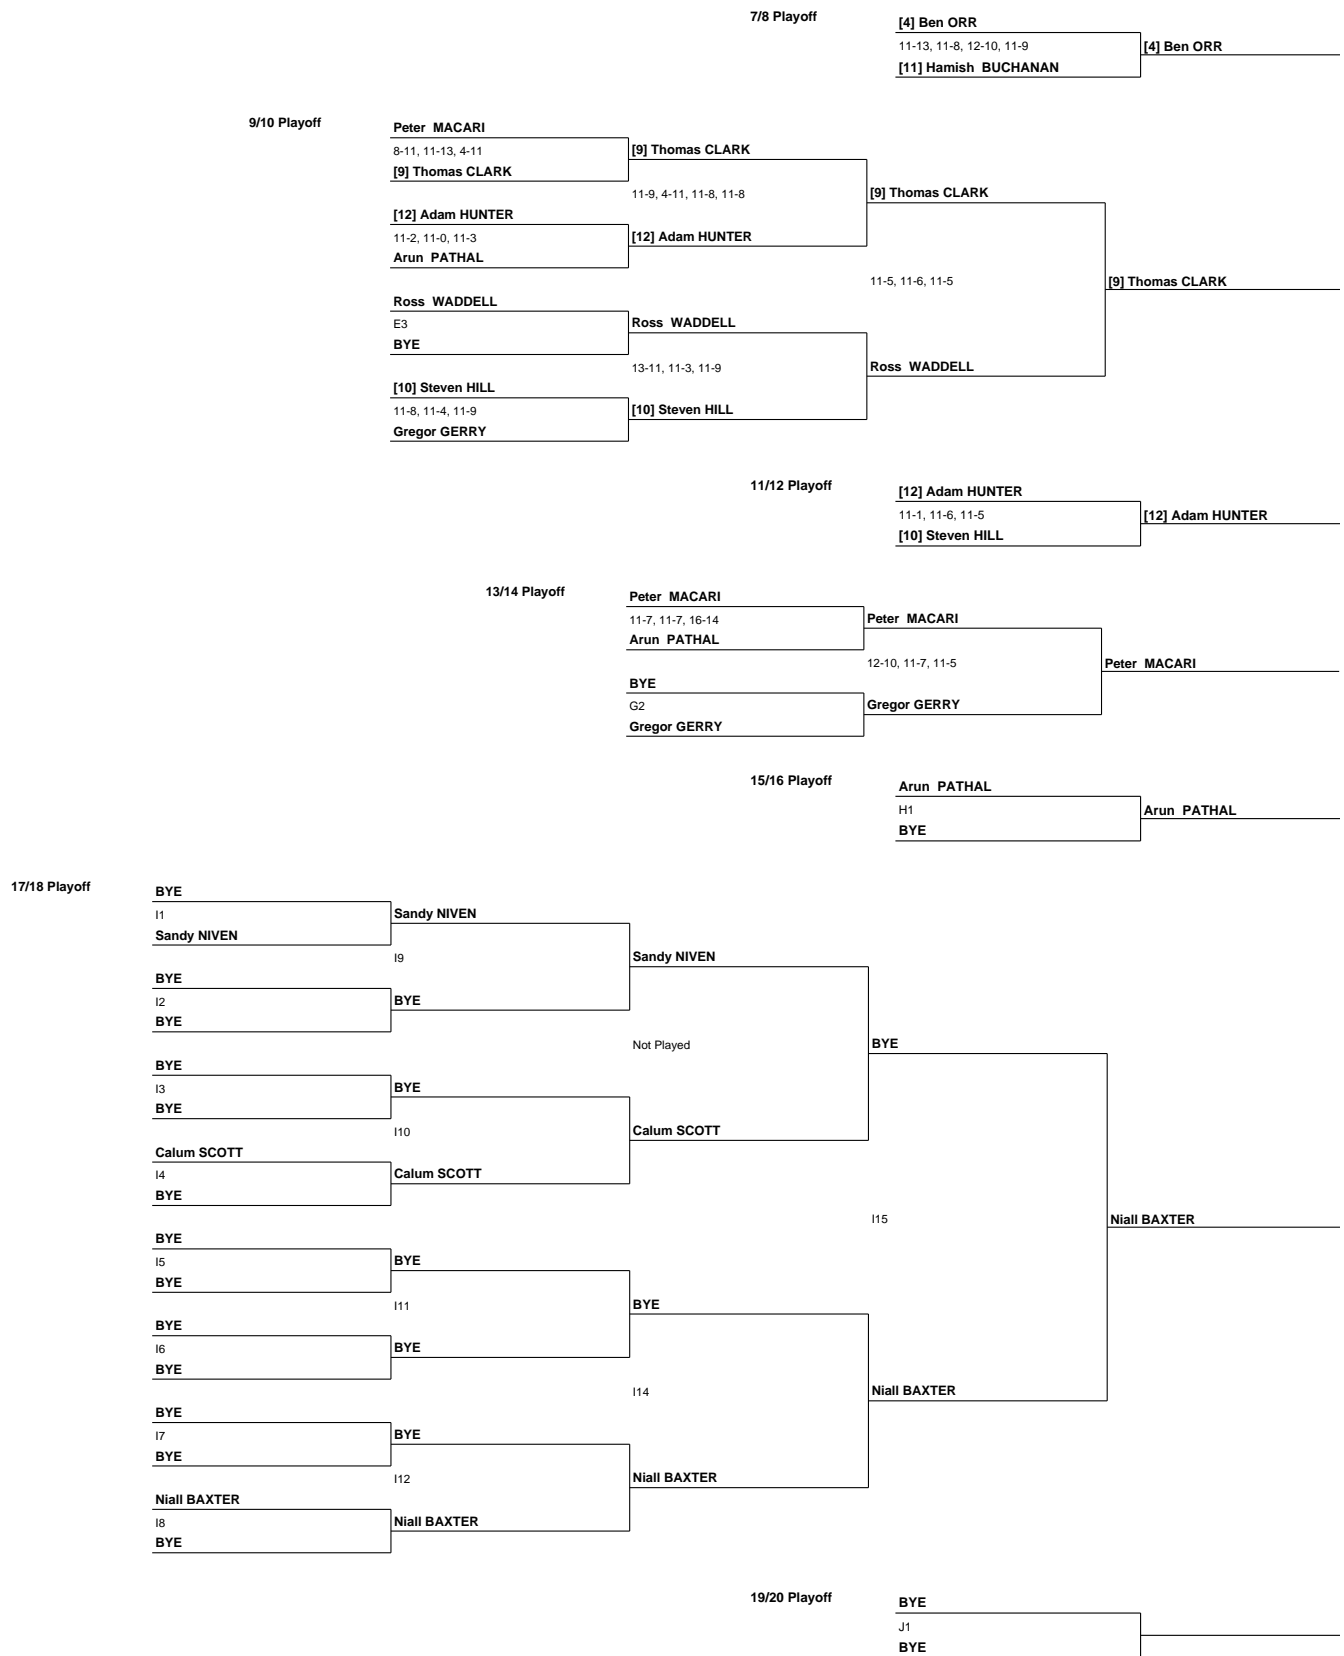 7/8 Playoff
[4] Ben ORR
11-13, 11-8, 12-10, 11-9
[4] Ben ORR
[11] Hamish BUCHANAN
9/10 Playoff
Peter MACARI
8-11, 11-13, 4-11
[9] Thomas CLARK
[9] Thomas CLARK
11-9, 4-11, 11-8, 11-8
[9] Thomas CLARK
[12] Adam HUNTER
11-2, 11-0, 11-3
[12] Adam HUNTER
Arun PATHAL
11-5, 11-6, 11-5
[9] Thomas CLARK
Ross WADDELL
E3
Ross WADDELL
BYE
13-11, 11-3, 11-9
Ross WADDELL
[10] Steven HILL
11-8, 11-4, 11-9
[10] Steven HILL
Gregor GERRY
11/12 Playoff
[12] Adam HUNTER
11-1, 11-6, 11-5
[12] Adam HUNTER
[10] Steven HILL
13/14 Playoff
Peter MACARI
11-7, 11-7, 16-14
Peter MACARI
Arun PATHAL
12-10, 11-7, 11-5
Peter MACARI
BYE
G2
Gregor GERRY
Gregor GERRY
15/16 Playoff
Arun PATHAL
H1
Arun PATHAL
BYE
17/18 Playoff
BYE
I1
Sandy NIVEN
Sandy NIVEN
I9
Sandy NIVEN
BYE
I2
BYE
BYE
Not Played
BYE
BYE
I3
BYE
BYE
I10
Calum SCOTT
Calum SCOTT
I4
Calum SCOTT
BYE
I15
Niall BAXTER
BYE
I5
BYE
BYE
I11
BYE
BYE
I6
BYE
BYE
I14
Niall BAXTER
BYE
I7
BYE
BYE
I12
Niall BAXTER
Niall BAXTER
I8
Niall BAXTER
BYE
19/20 Playoff
BYE
J1
BYE